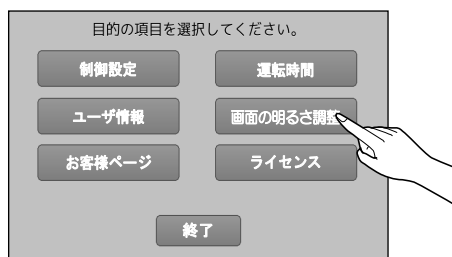 目的の項目を選択してください。
制御設定
運転時間
ユーザ情報
画面の明るさ調整
お客様ページ
ライセンス
終了